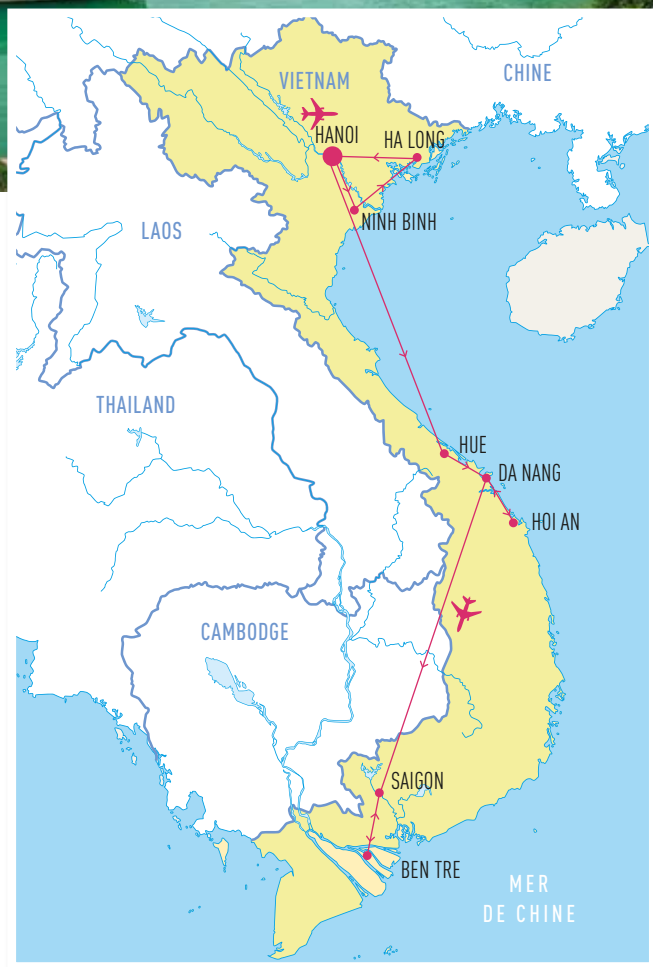 CHINE
VIETNAM
HANOI
HA LONG
NINH BINH
LAOS
THAILAND
HUE
DA NANG
HOI AN
CAMBODGE
SAIGON
BEN TRE
MER
DE CHINE